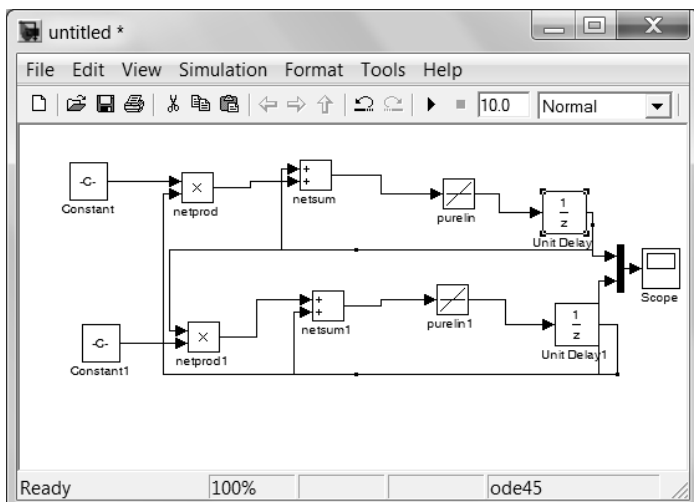 untitled *
File Edit View Simulation Format Tools Help
10.0 Normal
-C-
Constant
×
netprod
+
+
netsum
purelin
1
z
Unit Delay
Scope
-C-
Constant1
×
netprod1
+
+
netsum1
purelin1
1
z
Unit Delay1
Ready 100% ode45